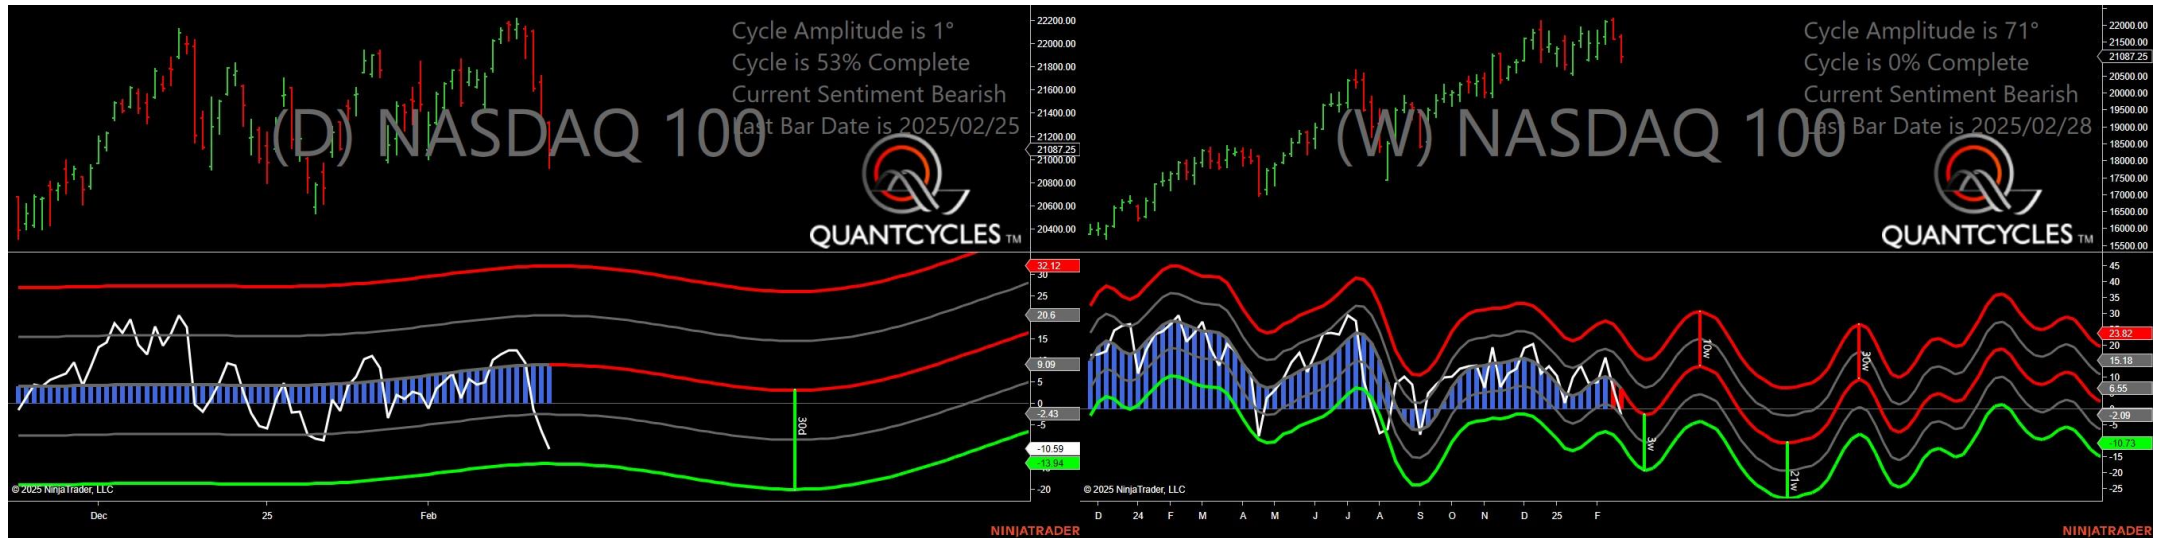 Cycle Amplitude is 1°
Cycle is 53% Complete
Current Sentiment Bearish
Last Bar Date is 2025/02/25
(D) NASDAQ 100
QUANTCYCLES TM
22200.00
22000.00
21800.00
21600.00
21400.00
21200.00
21087.25
21000.00
20800.00
20600.00
20400.00
32.12
30
25
20.6
15
9.09
5
0
-2.43
-5
-10.59
-13.94
-20
30d
© 2025 NinjaTrader, LLC
Dec
25
Feb
NINJATRADER
Cycle Amplitude is 71°
Cycle is 0% Complete
Current Sentiment Bearish
Last Bar Date is 2025/02/28
(W) NASDAQ 100
QUANTCYCLES TM
22000.00
21500.00
21087.25
20500.00
20000.00
19500.00
19000.00
18500.00
18000.00
17500.00
17000.00
16500.00
16000.00
15500.00
45
40
35
30
23.82
20
15.18
10
6.55
-2.09
-5
-10.73
-15
-20
-25
10w
30w
3w
21w
© 2025 NinjaTrader, LLC
D 24 F M A M J J A S O N D 25 F
NINJATRADER